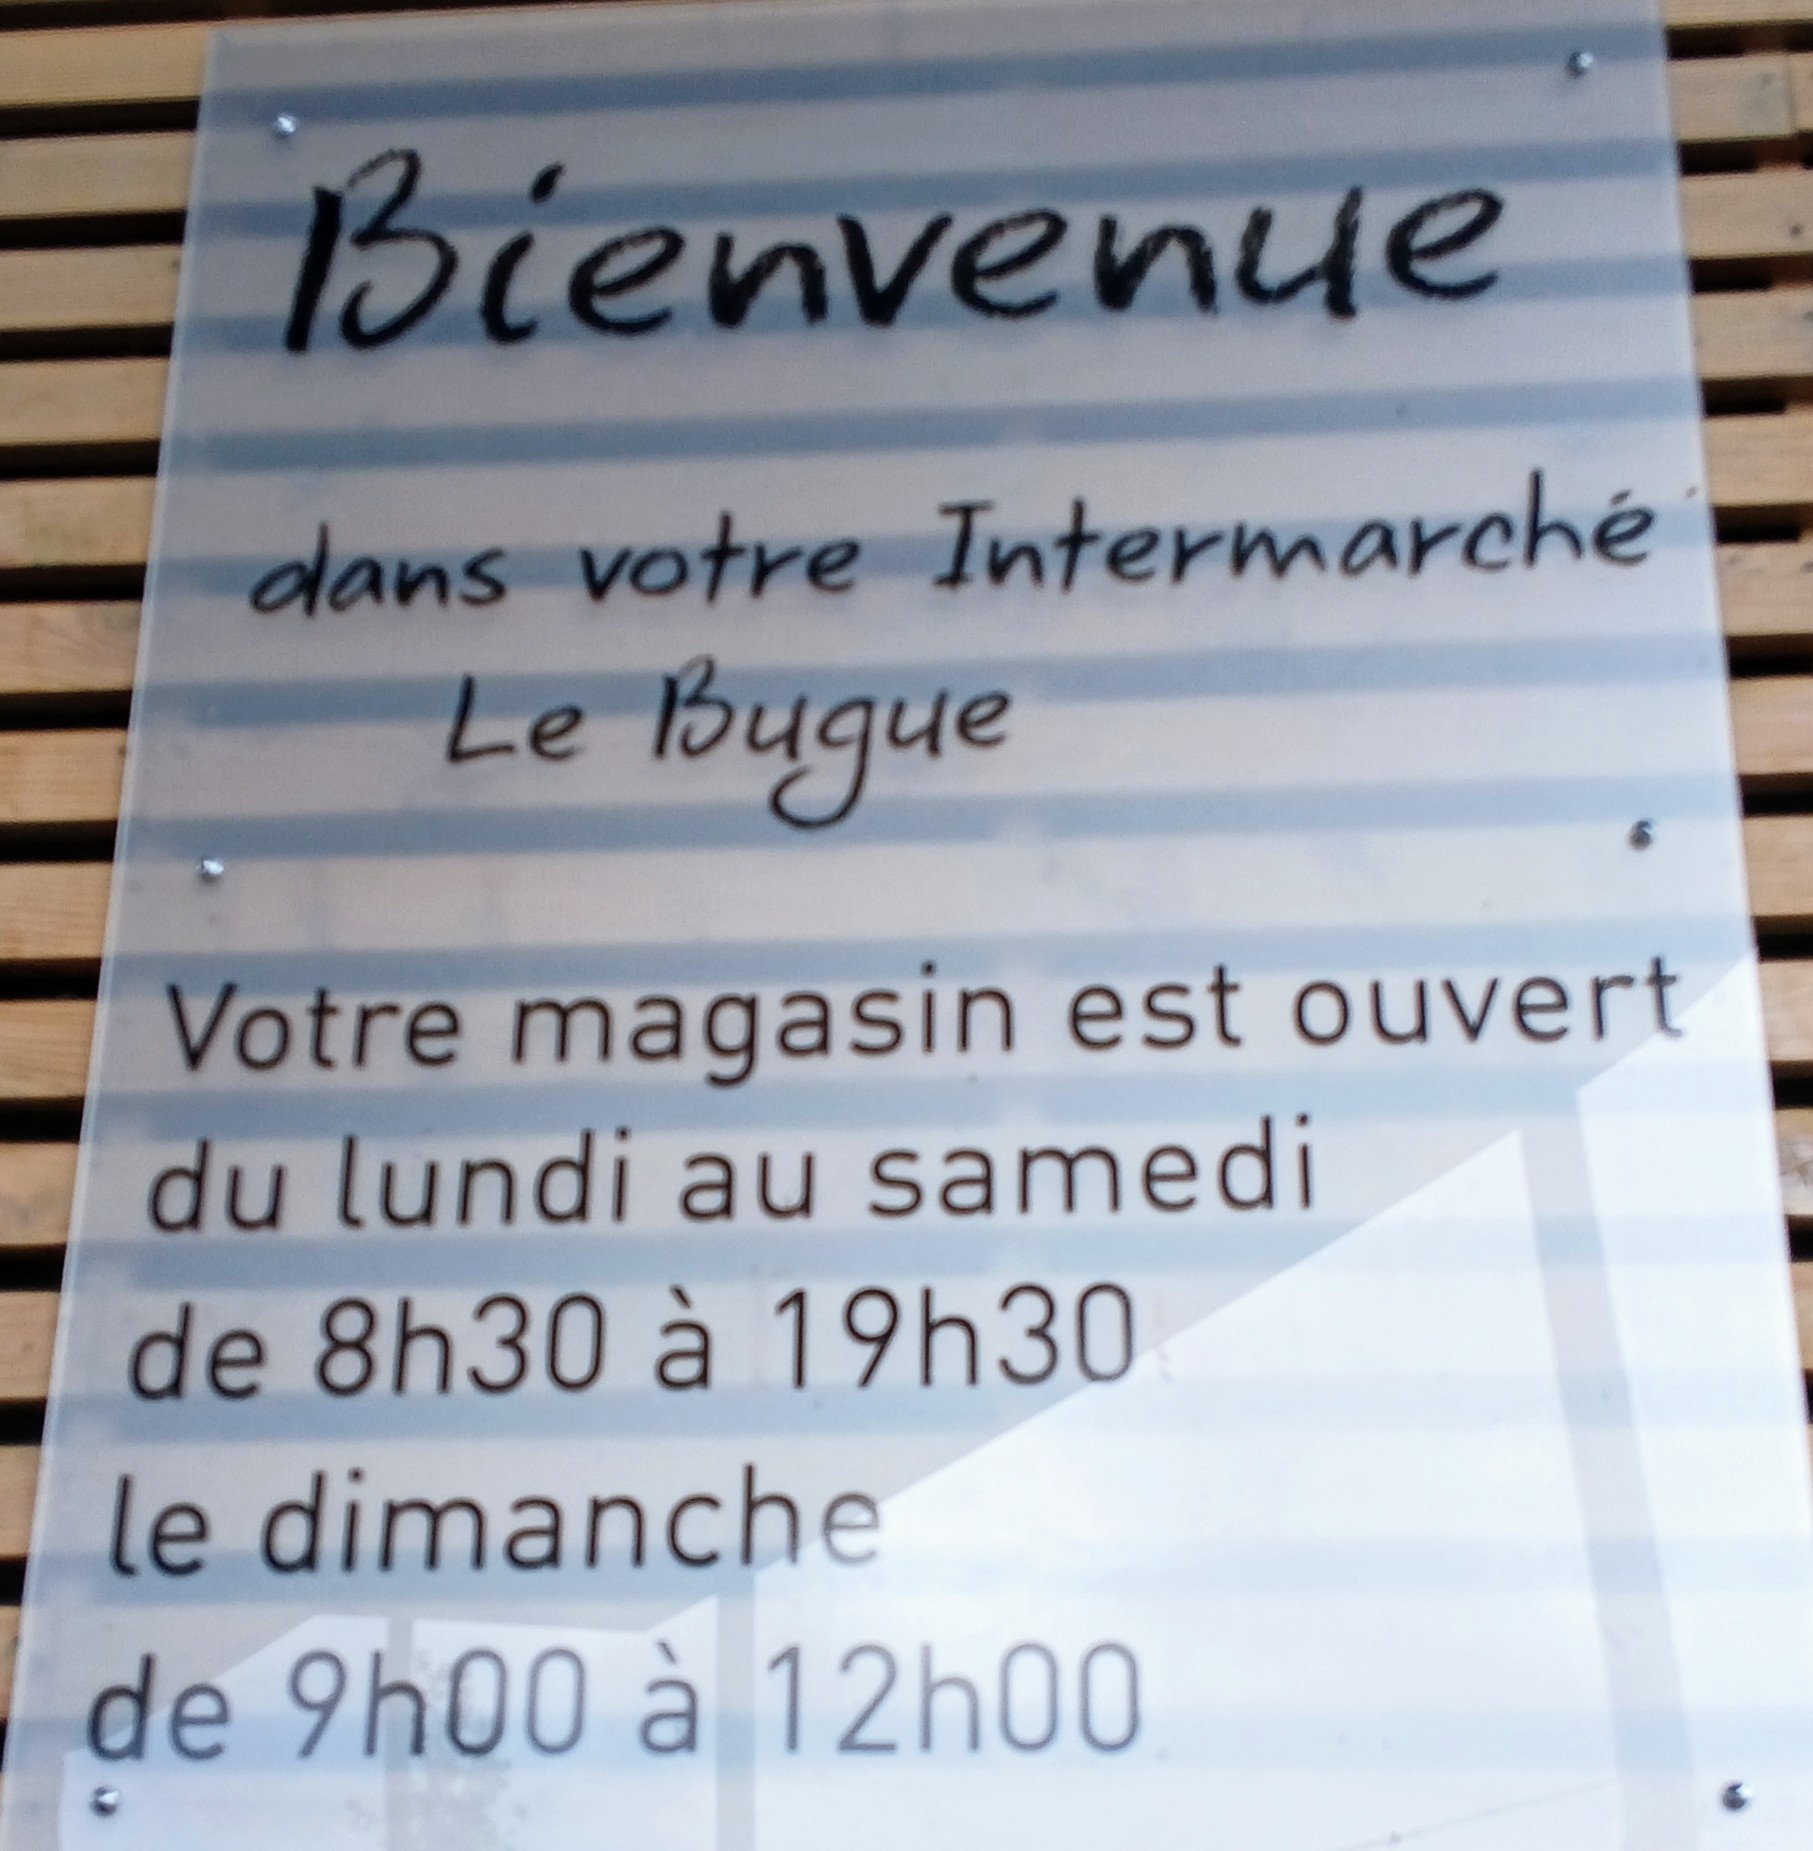 Bienvenue
dans votre Intermarché
Le Bugue
Votre magasin est ouvert
du lundi au samedi
de 8h30 à 19h30
le dimanche
de 9h00 à 12h00